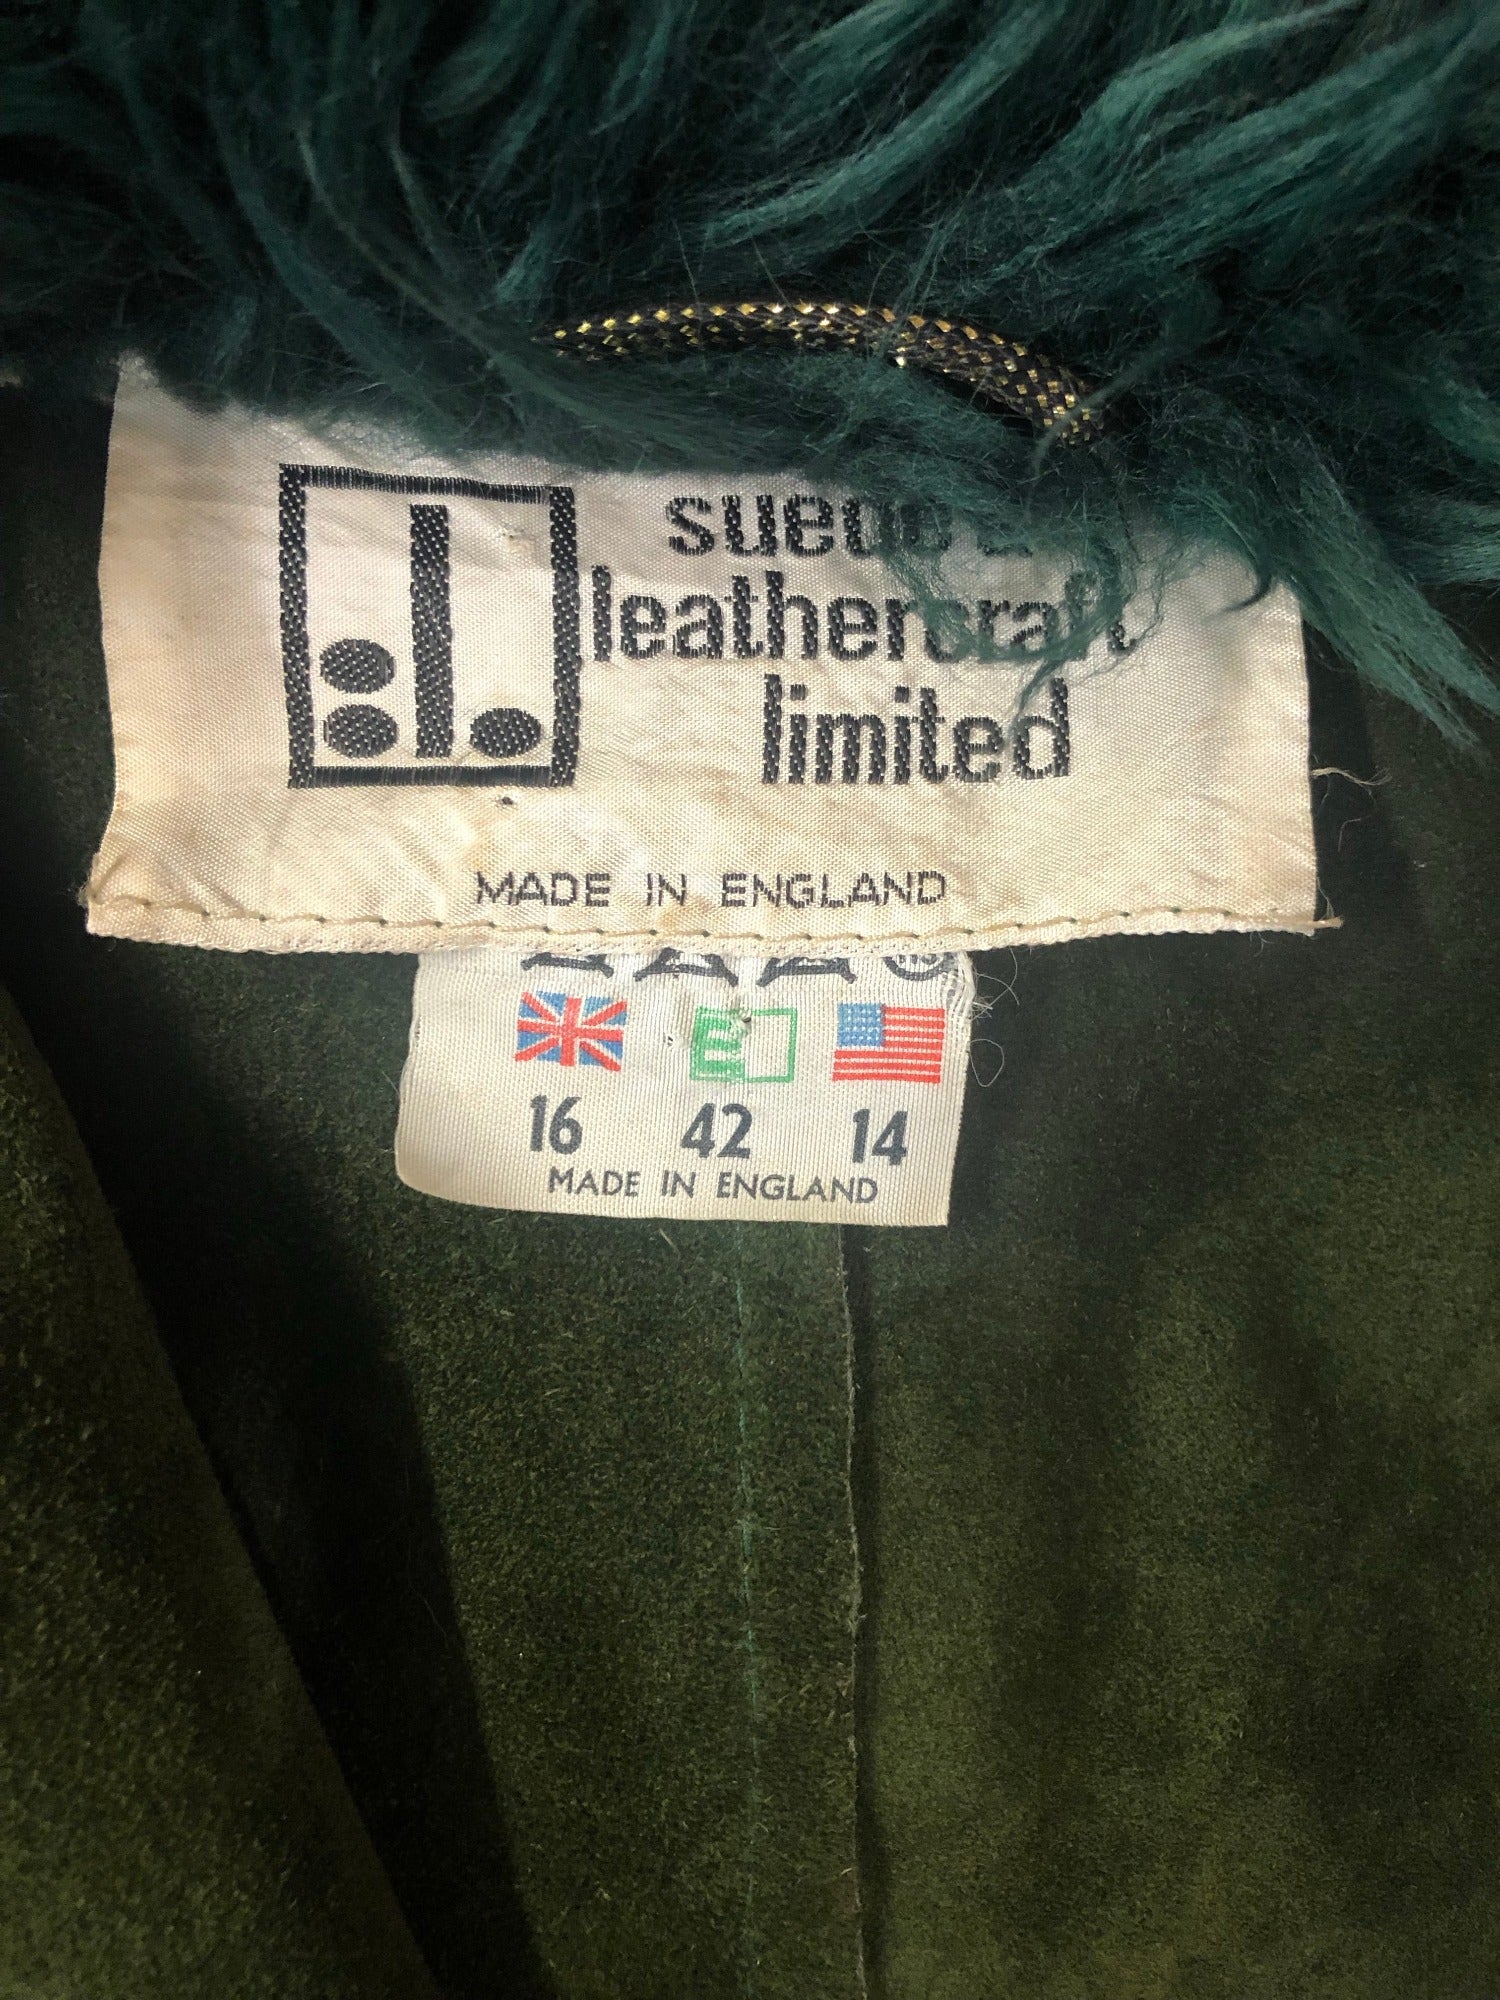 leathercraft
limited
MADE IN ENGLAND
16 42 14
MADE IN ENGLAND